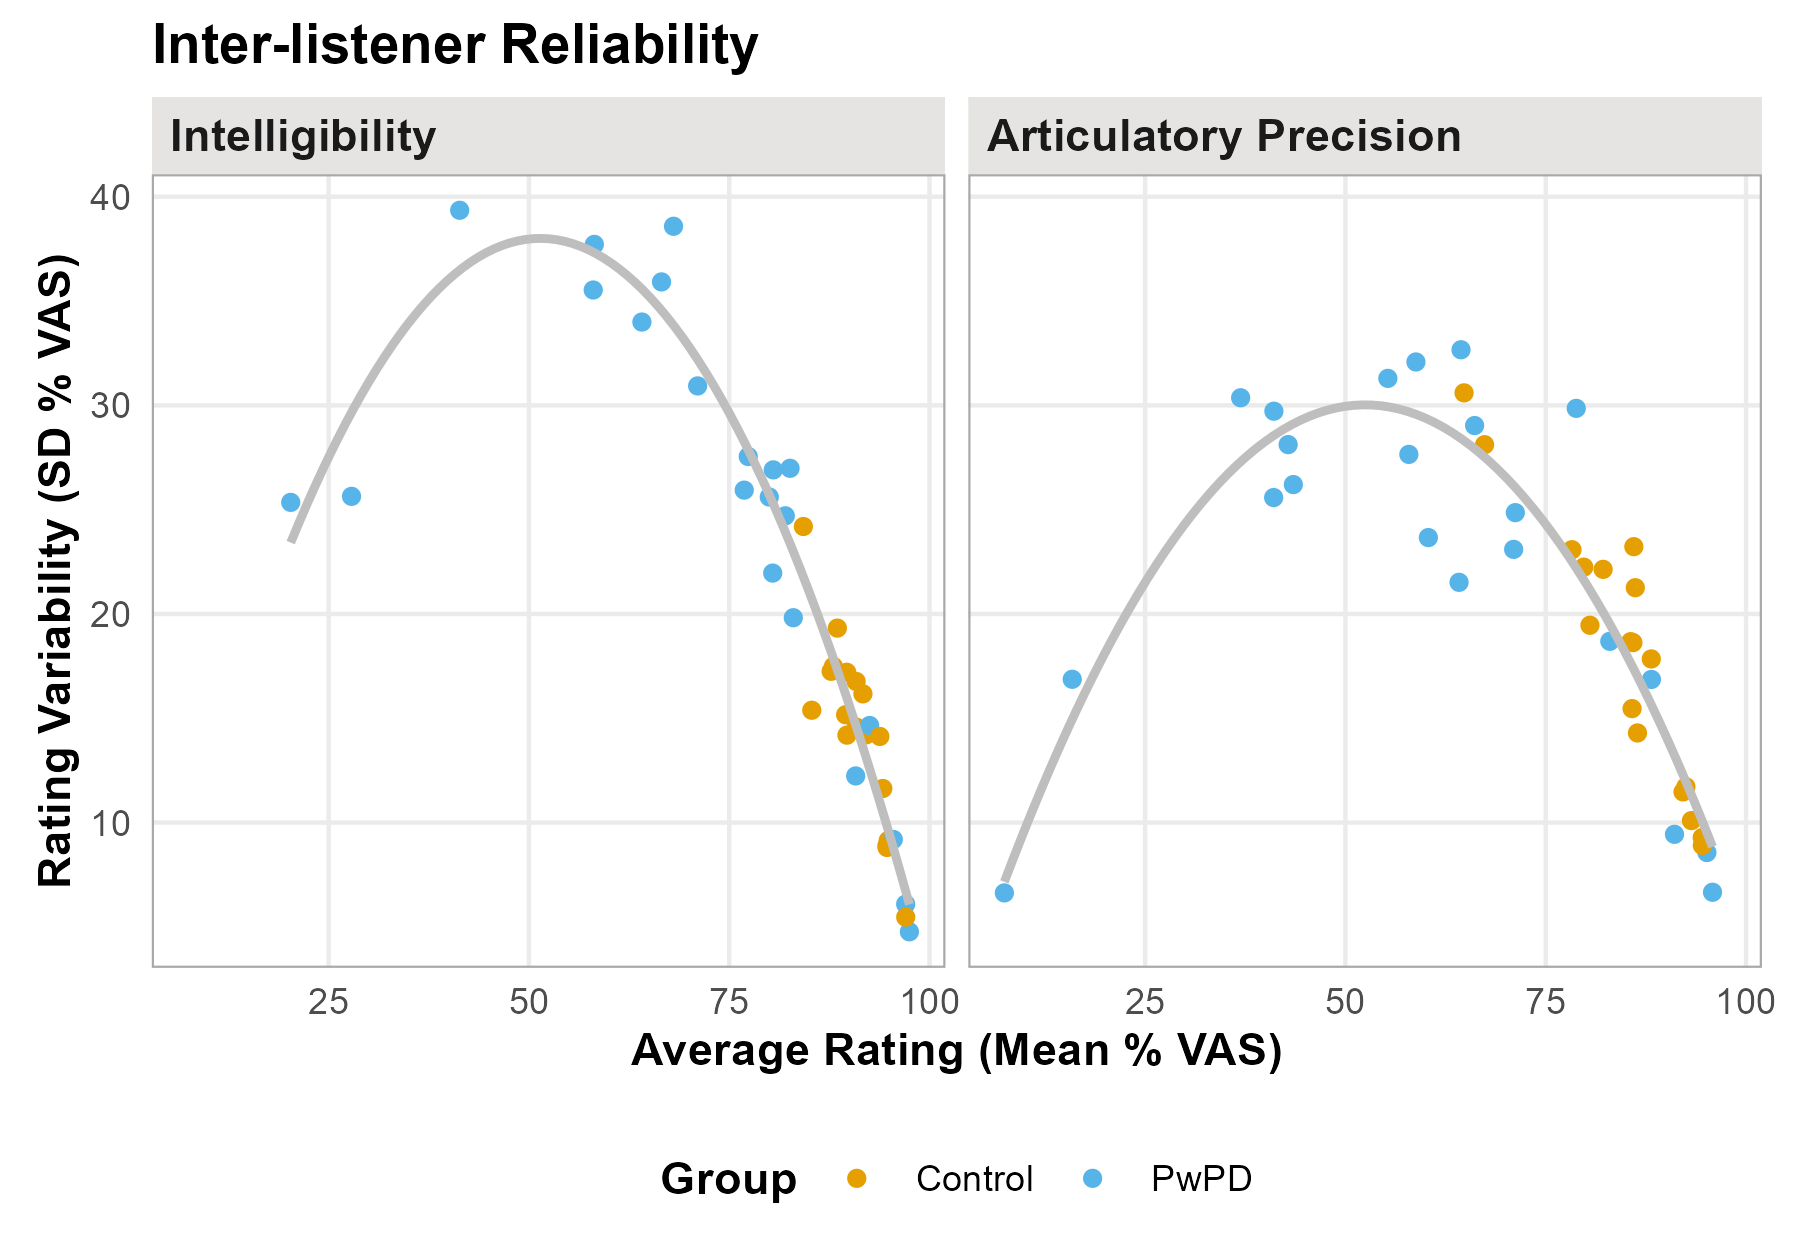 Inter-listener Reliability
Intelligibility
Articulatory Precision
Rating Variability (SD % VAS)
40
30
20
10
25 50 75 100 25 50 75 100
Average Rating (Mean % VAS)
Group Control PwPD